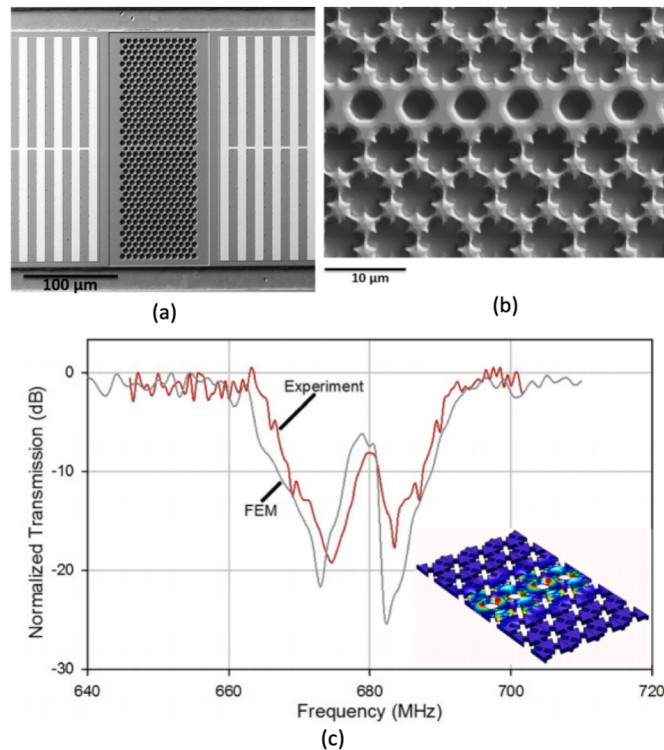 100 μm
10 μm
(a)
(b)
Normalized Transmission (dB)
0
-10
-20
-30
Experiment
FEM
640
660
680
700
720
Frequency (MHz)
(c)